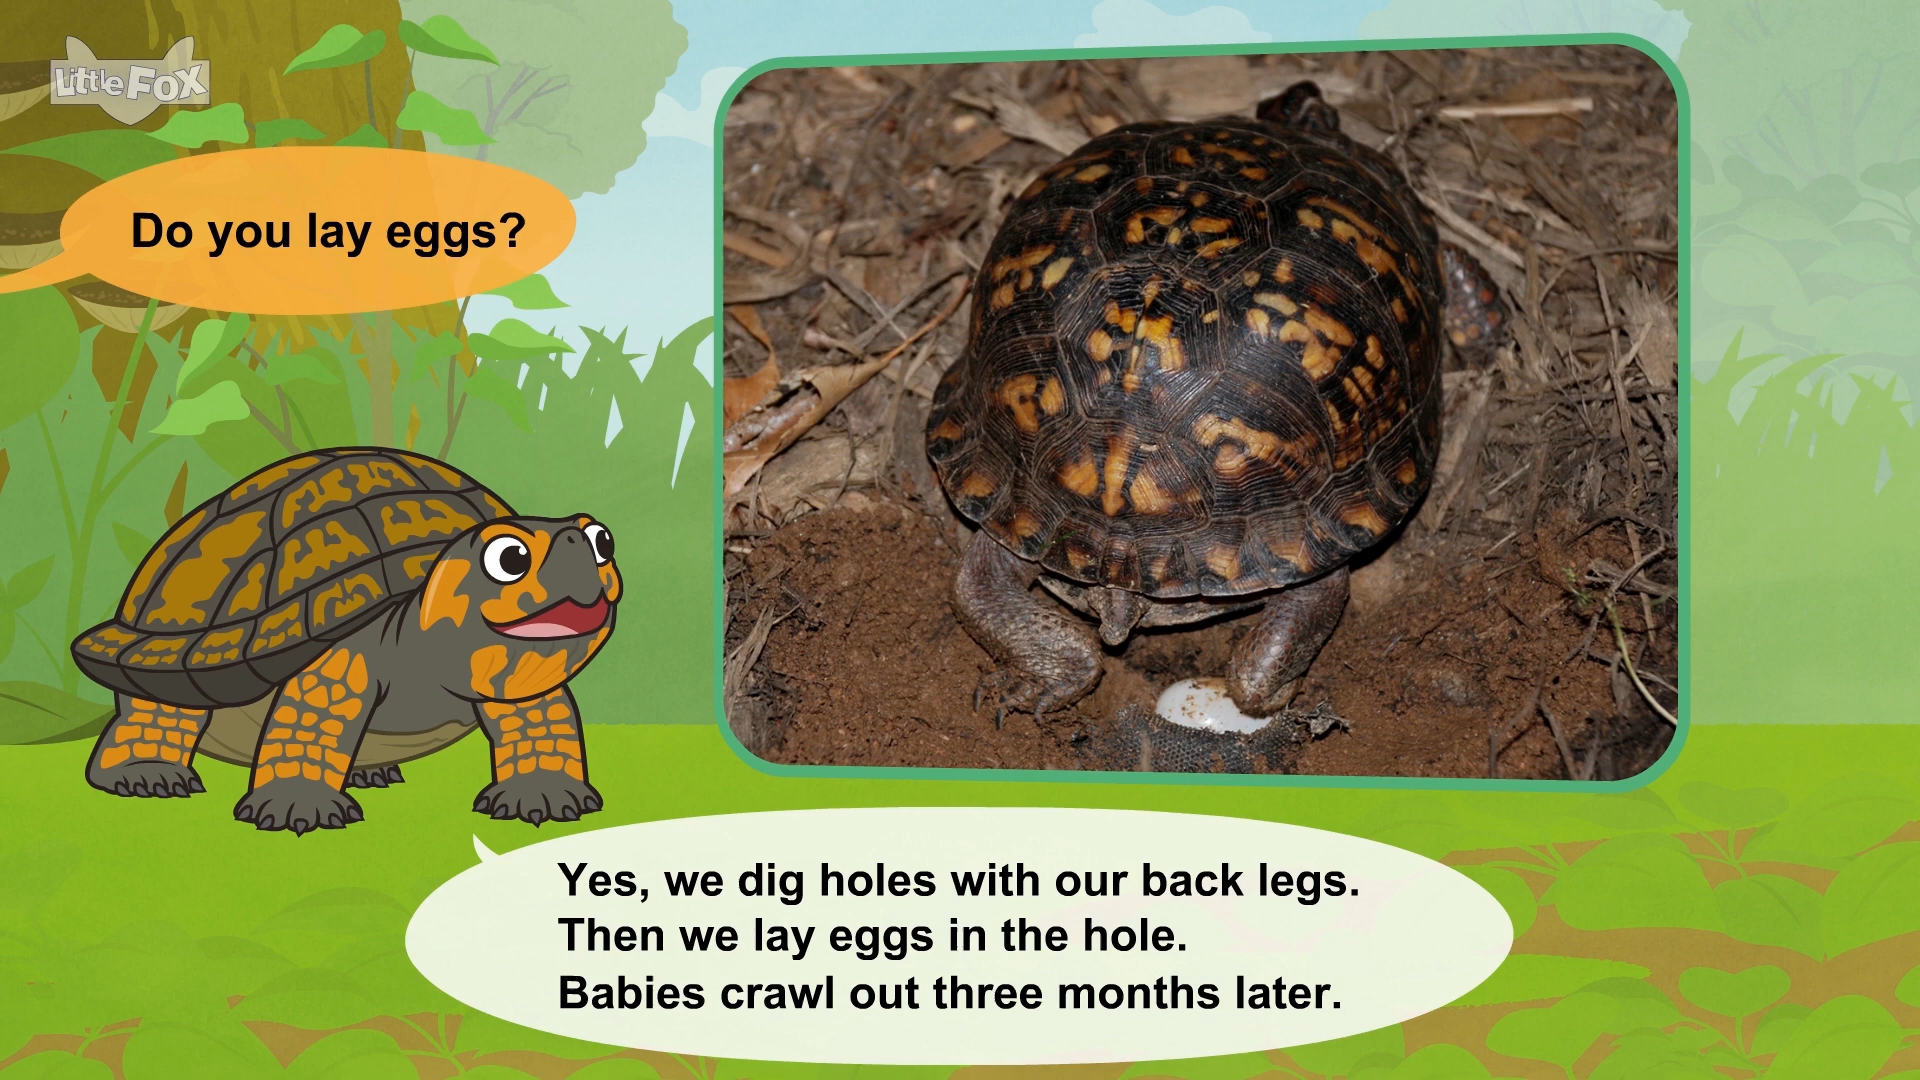 Little Fox
Do you lay eggs?
Yes, we dig holes with our back legs.
Then we lay eggs in the hole.
Babies crawl out three months later.